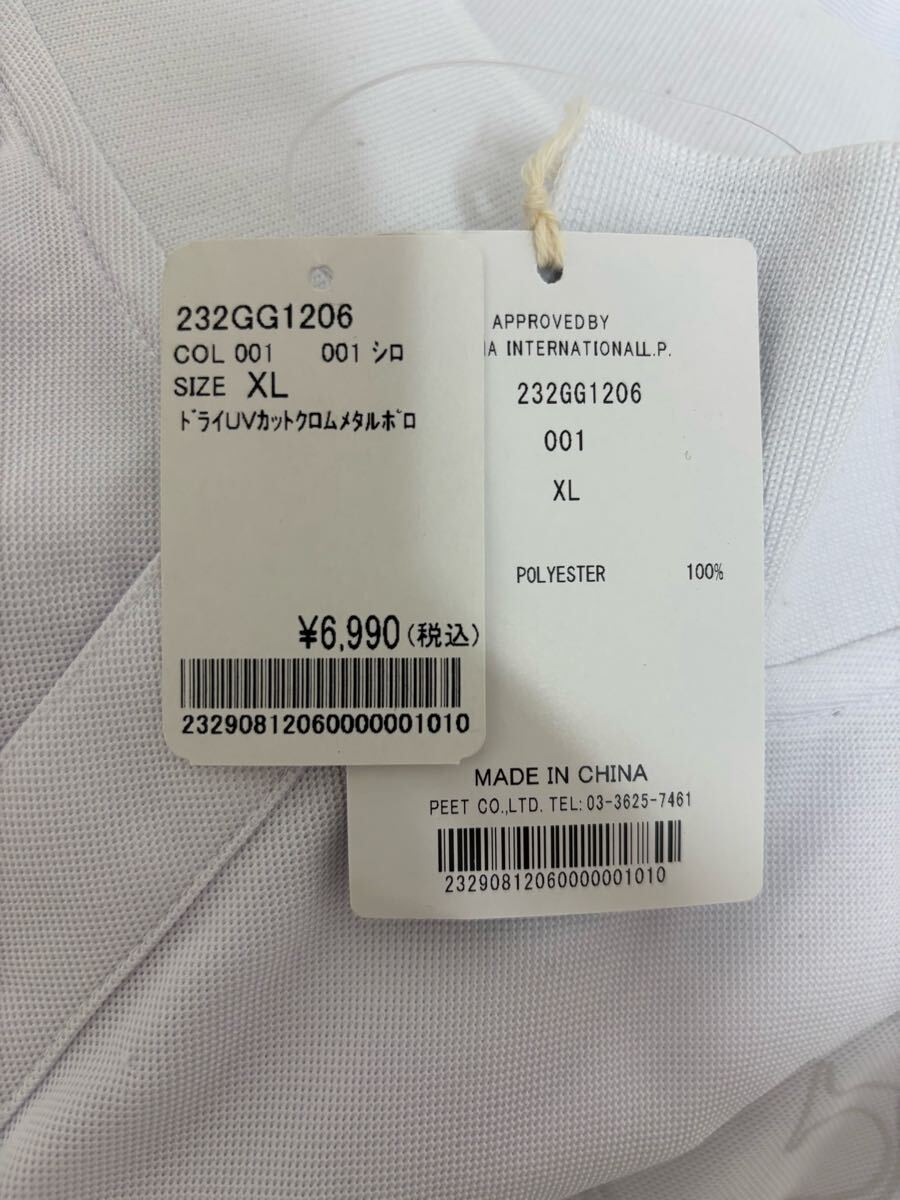 232GG1206
COL 001 001 シロ
SIZE XL
ドライUVカットクロムメタルポロ
¥6,990(税込)
23290812060000001010
APPROVEDBY
INTERNATIONALL.P.
232GG1206
001
XL
POLYESTER 100%
MADE IN CHINA
PEET CO.,LTD. TEL:03-3625-7461
23290812060000001010